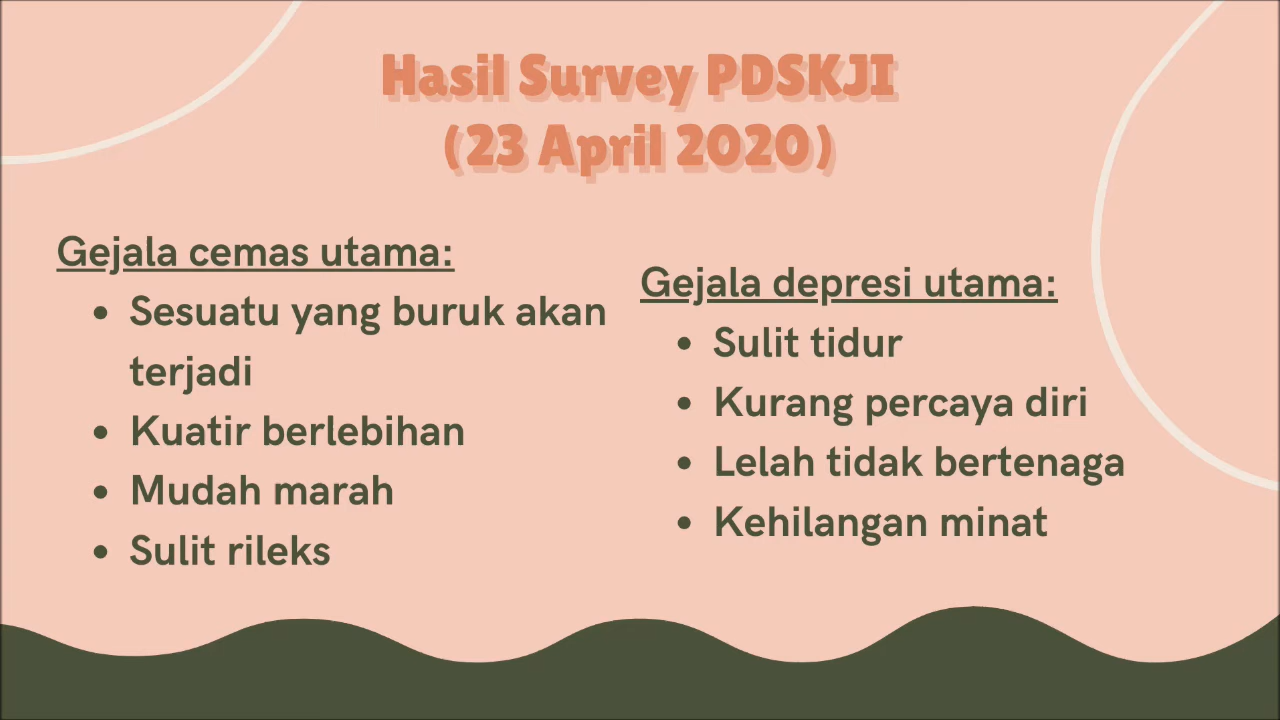 Hasil Survey PDSKJI
(23 April 2020)
Gejala cemas utama:
• Sesuatu yang buruk akan
terjadi
• Kuatir berlebihan
• Mudah marah
• Sulit rileks
Gejala depresi utama:
• Sulit tidur
• Kurang percaya diri
• Lelah tidak bertenaga
• Kehilangan minat